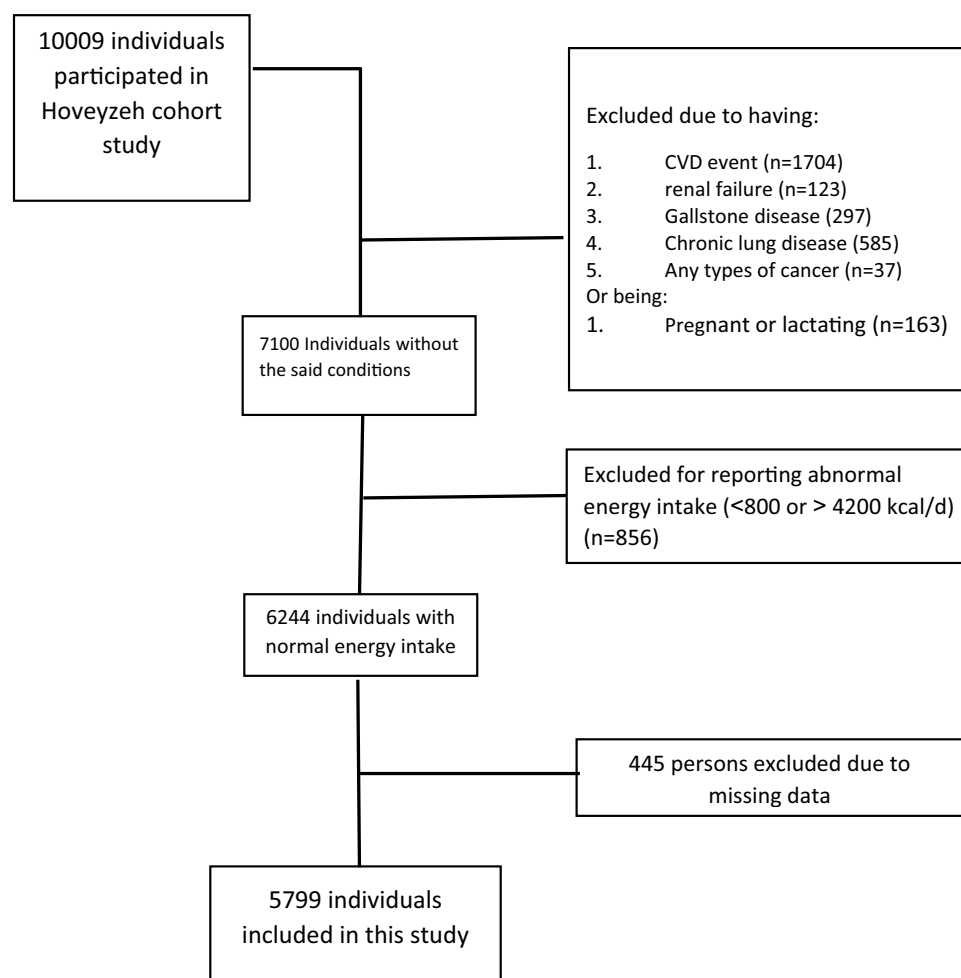 10009 individuals
participated in
Hoveyzeh cohort
study
Excluded due to having:
1. CVD event (n=1704)
2. renal failure (n=123)
3. Gallstone disease (297)
4. Chronic lung disease (585)
5. Any types of cancer (n=37)
Or being:
1. Pregnant or lactating (n=163)
7100 Individuals without
the said conditions
Excluded for reporting abnormal
energy intake (<800 or > 4200 kcal/d)
(n=856)
6244 individuals with
normal energy intake
445 persons excluded due to
missing data
5799 individuals
included in this study